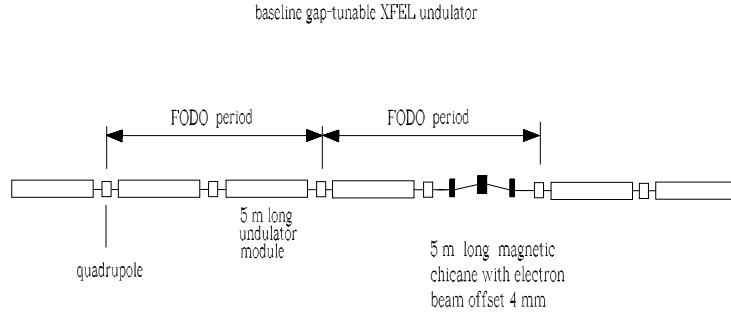 baseline gap-tunable XFEL undulator
FODO period
FODO period
5 m long
undulator
module
quadrupole
5 m long magnetic
chicane with electron
beam offset 4 mm